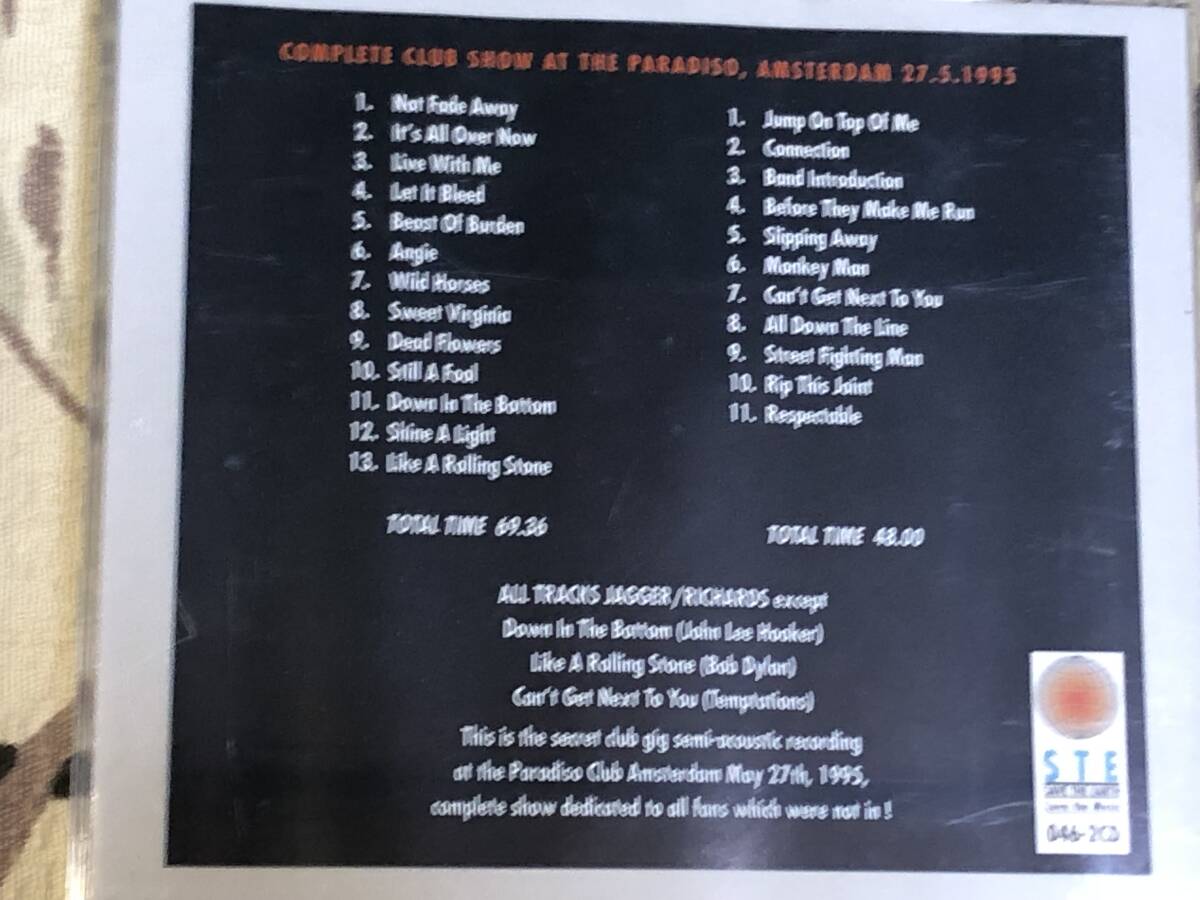 COMPLETE CLUB SHOW AT THE PARADISO, AMSTERDAM 27.5.1995
1. Not Fade Away
2. It's All Over Now
3. Live With Me
4. Let It Bleed
5. Beast Of Burden
6. Angie
7. Wild Horses
8. Sweet Virginia
9. Dead Flowers
10. Still A Fool
11. Down In The Bottom
12. Shine A Light
13. Like A Rolling Stone
TOTAL TIME 69.36
1. Jump On Top Of Me
2. Connection
3. Band Introduction
4. Before They Make Me Run
5. Slipping Away
6. Monkey Man
7. Can't Get Next To You
8. All Down The Line
9. Street Fighting Man
10. Rip This Joint
11. Respectable
TOTAL TIME 48.00
ALL TRACKS JAGGER/RICHARDS except
Down In The Bottom (John Lee Hooker)
Like A Rolling Stone (Bob Dylan)
Can't Get Next To You (Temptations)
This is the secret club gig semi-acoustic recording
at the Paradiso Club Amsterdam May 27th, 1995,
complete show dedicated to all fans which were not in !
STE
SAVE THE EARTH
Save the Music
046-2CD